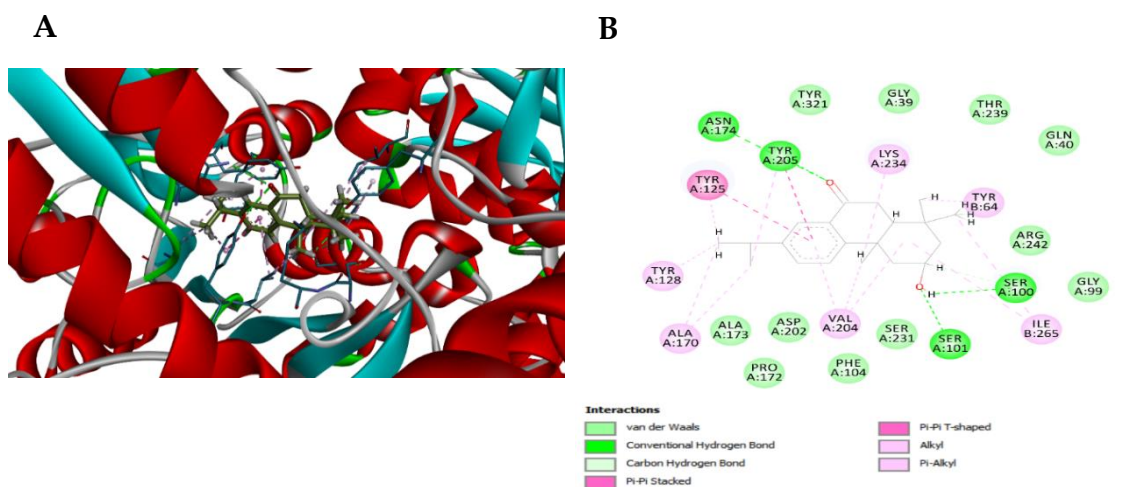 A
B
TYR
A:321
GLY
A:39
THR
A:239
GLN
A:40
ASN
A:174
TYR
A:205
LYS
A:234
TYR
A:125
TYR
B:64
O
H
H
H
H
H
ARG
A:242
H
H
TYR
A:128
H
H
O
H
SER
A:100
GLY
A:99
ALA
A:170
ALA
A:173
ASP
A:202
VAL
A:204
SER
A:231
SER
A:101
ILE
B:265
PRO
A:172
PHE
A:104
Interactions
van der Waals
Conventional Hydrogen Bond
Carbon Hydrogen Bond
Pi-Pi Stacked
Pi-Pi T-shaped
Alkyl
Pi-Alkyl